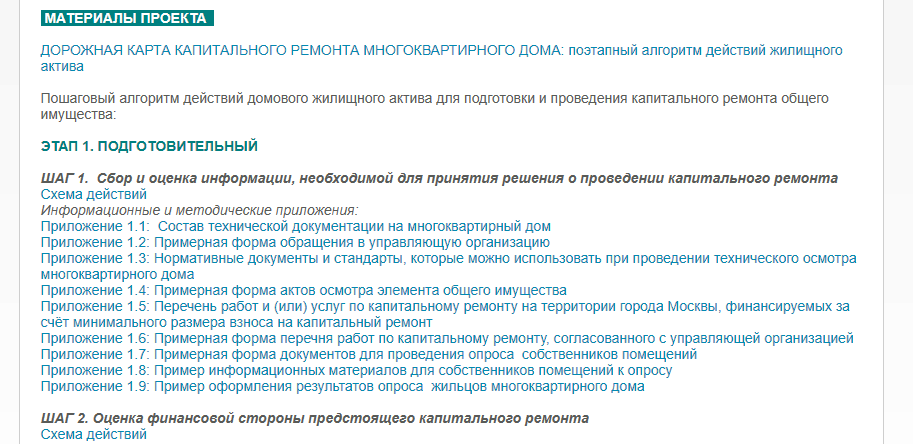 МАТЕРИАЛЫ ПРОЕКТА
ДОРОЖНАЯ КАРТА КАПИТАЛЬНОГО РЕМОНТА МНОГОКВАРТИРНОГО ДОМА: поэтапный алгоритм действий жилищного
актива
Пошаговый алгоритм действий домового жилищного актива для подготовки и проведения капитального ремонта общего
имущества:
ЭТАП 1. ПОДГОТОВИТЕЛЬНЫЙ
ШАГ 1. Сбор и оценка информации, необходимой для принятия решения о проведении капитального ремонта
Схема действий
Информационные и методические приложения:
Приложение 1.1: Состав технической документации на многоквартирный дом
Приложение 1.2: Примерная форма обращения в управляющую организацию
Приложение 1.3: Нормативные документы и стандарты, которые можно использовать при проведении технического осмотра
многоквартирного дома
Приложение 1.4: Примерная форма актов осмотра элемента общего имущества
Приложение 1.5: Перечень работ и (или) услуг по капитальному ремонту на территории города Москвы, финансируемых за
счёт минимального размера взноса на капитальный ремонт
Приложение 1.6: Примерная форма перечня работ по капитальному ремонту, согласованного с управляющей организацией
Приложение 1.7: Примерная форма документов для проведения опроса собственников помещений
Приложение 1.8: Пример информационных материалов для собственников помещений к опросу
Приложение 1.9: Пример оформления результатов опроса жильцов многоквартирного дома
ШАГ 2. Оценка финансовой стороны предстоящего капитального ремонта
Схема действий